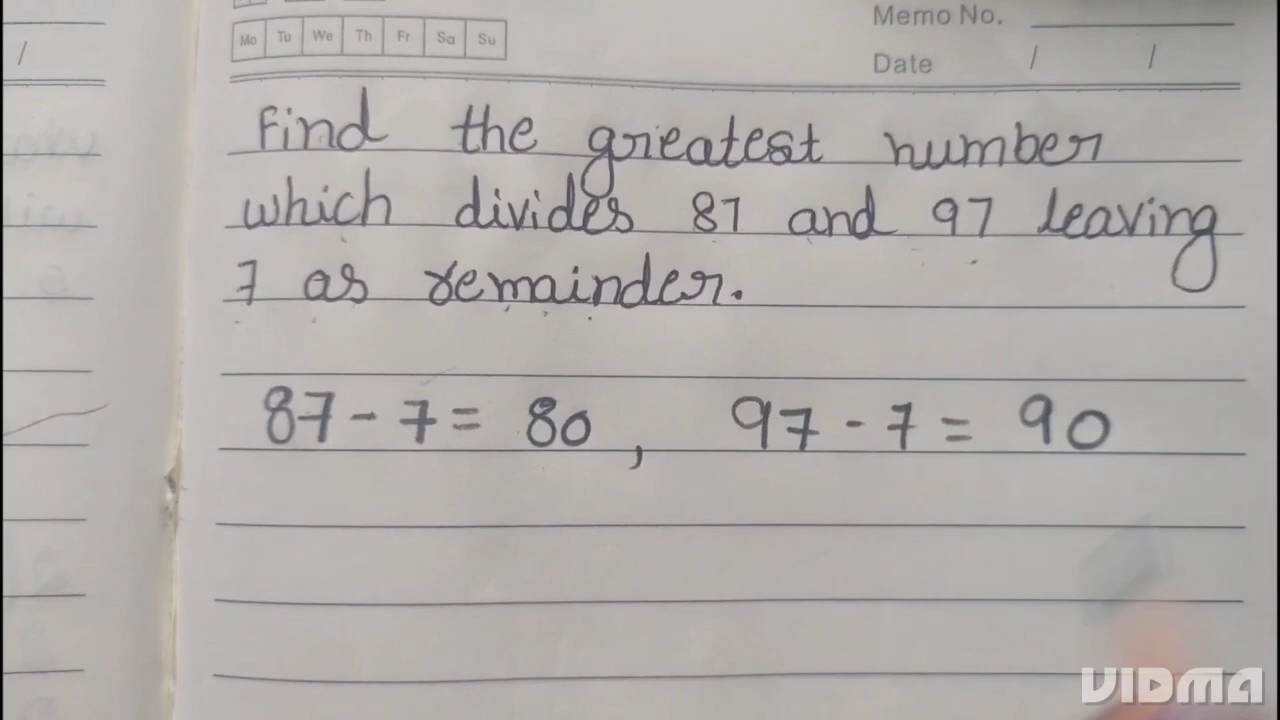 Memo No.
Mo Tu We Th Fr Sa Su
Date / /
Find the greatest number
which divides 87 and 97 leaving
7 as remainder.
87 - 7 = 80 , 97 - 7 = 90
VIDMA